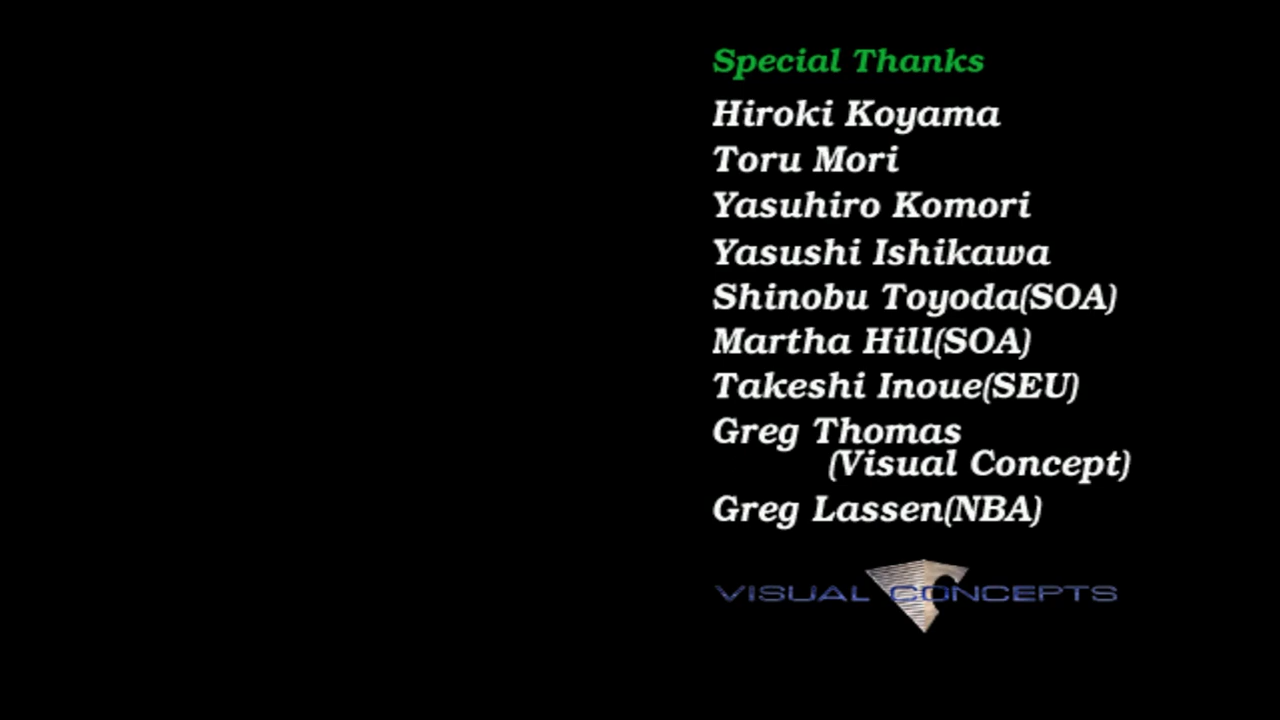 Special Thanks
Hiroki Koyama
Toru Mori
Yasuhiro Komori
Yasushi Ishikawa
Shinobu Toyoda(SOA)
Martha Hill(SOA)
Takeshi Inoue(SEU)
Greg Thomas
(Visual Concept)
Greg Lassen(NBA)
VISUAL CONCEPTS